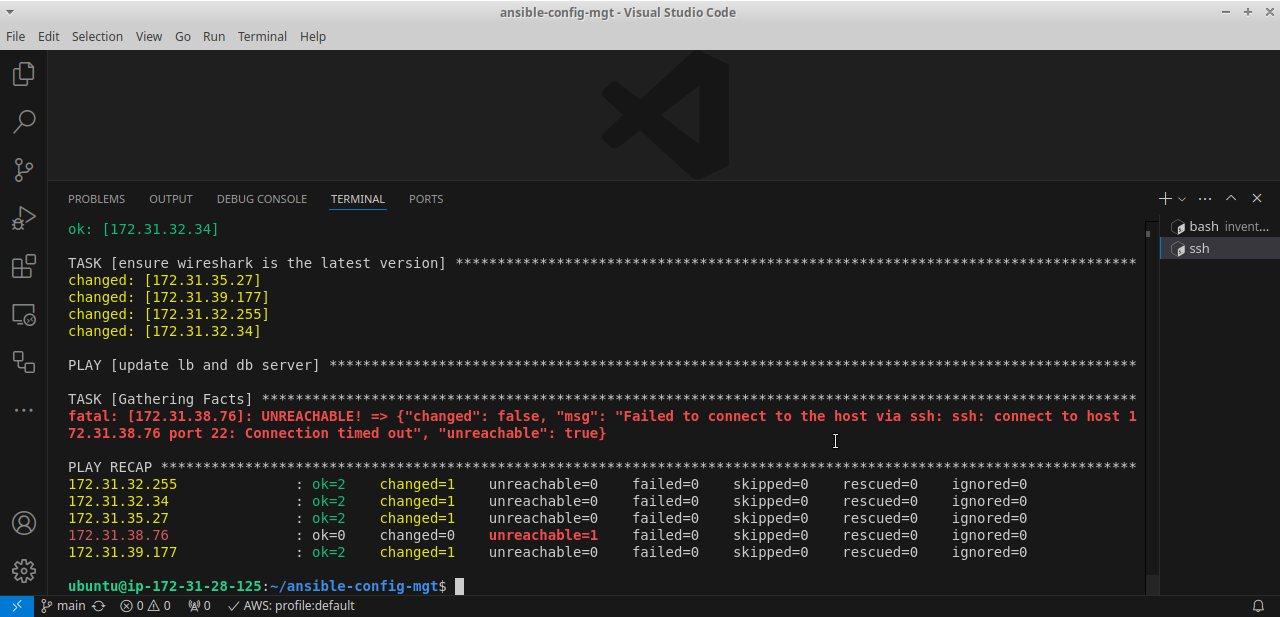 ansible-config-mgt - Visual Studio Code
File Edit Selection View Go Run Terminal Help
PROBLEMS OUTPUT DEBUG CONSOLE TERMINAL PORTS
ok: [172.31.32.34]
bash invent...
ssh
TASK [ensure wireshark is the latest version] *********************************************************************************
changed: [172.31.35.27]
changed: [172.31.39.177]
changed: [172.31.32.255]
changed: [172.31.32.34]
PLAY [update lb and db server] ************************************************************************************************
TASK [Gathering Facts] ********************************************************************************************************
fatal: [172.31.38.76]: UNREACHABLE! => {"changed": false, "msg": "Failed to connect to the host via ssh: ssh: connect to host 1
72.31.38.76 port 22: Connection timed out", "unreachable": true}
PLAY RECAP ********************************************************************************************************************
172.31.32.255 : ok=2 changed=1 unreachable=0 failed=0 skipped=0 rescued=0 ignored=0
172.31.32.34 : ok=2 changed=1 unreachable=0 failed=0 skipped=0 rescued=0 ignored=0
172.31.35.27 : ok=2 changed=1 unreachable=0 failed=0 skipped=0 rescued=0 ignored=0
172.31.38.76 : ok=0 changed=0 unreachable=1 failed=0 skipped=0 rescued=0 ignored=0
172.31.39.177 : ok=2 changed=1 unreachable=0 failed=0 skipped=0 rescued=0 ignored=0
ubuntu@ip-172-31-28-125:~/ansible-config-mgt$
main 0 0 0 AWS: profile:default